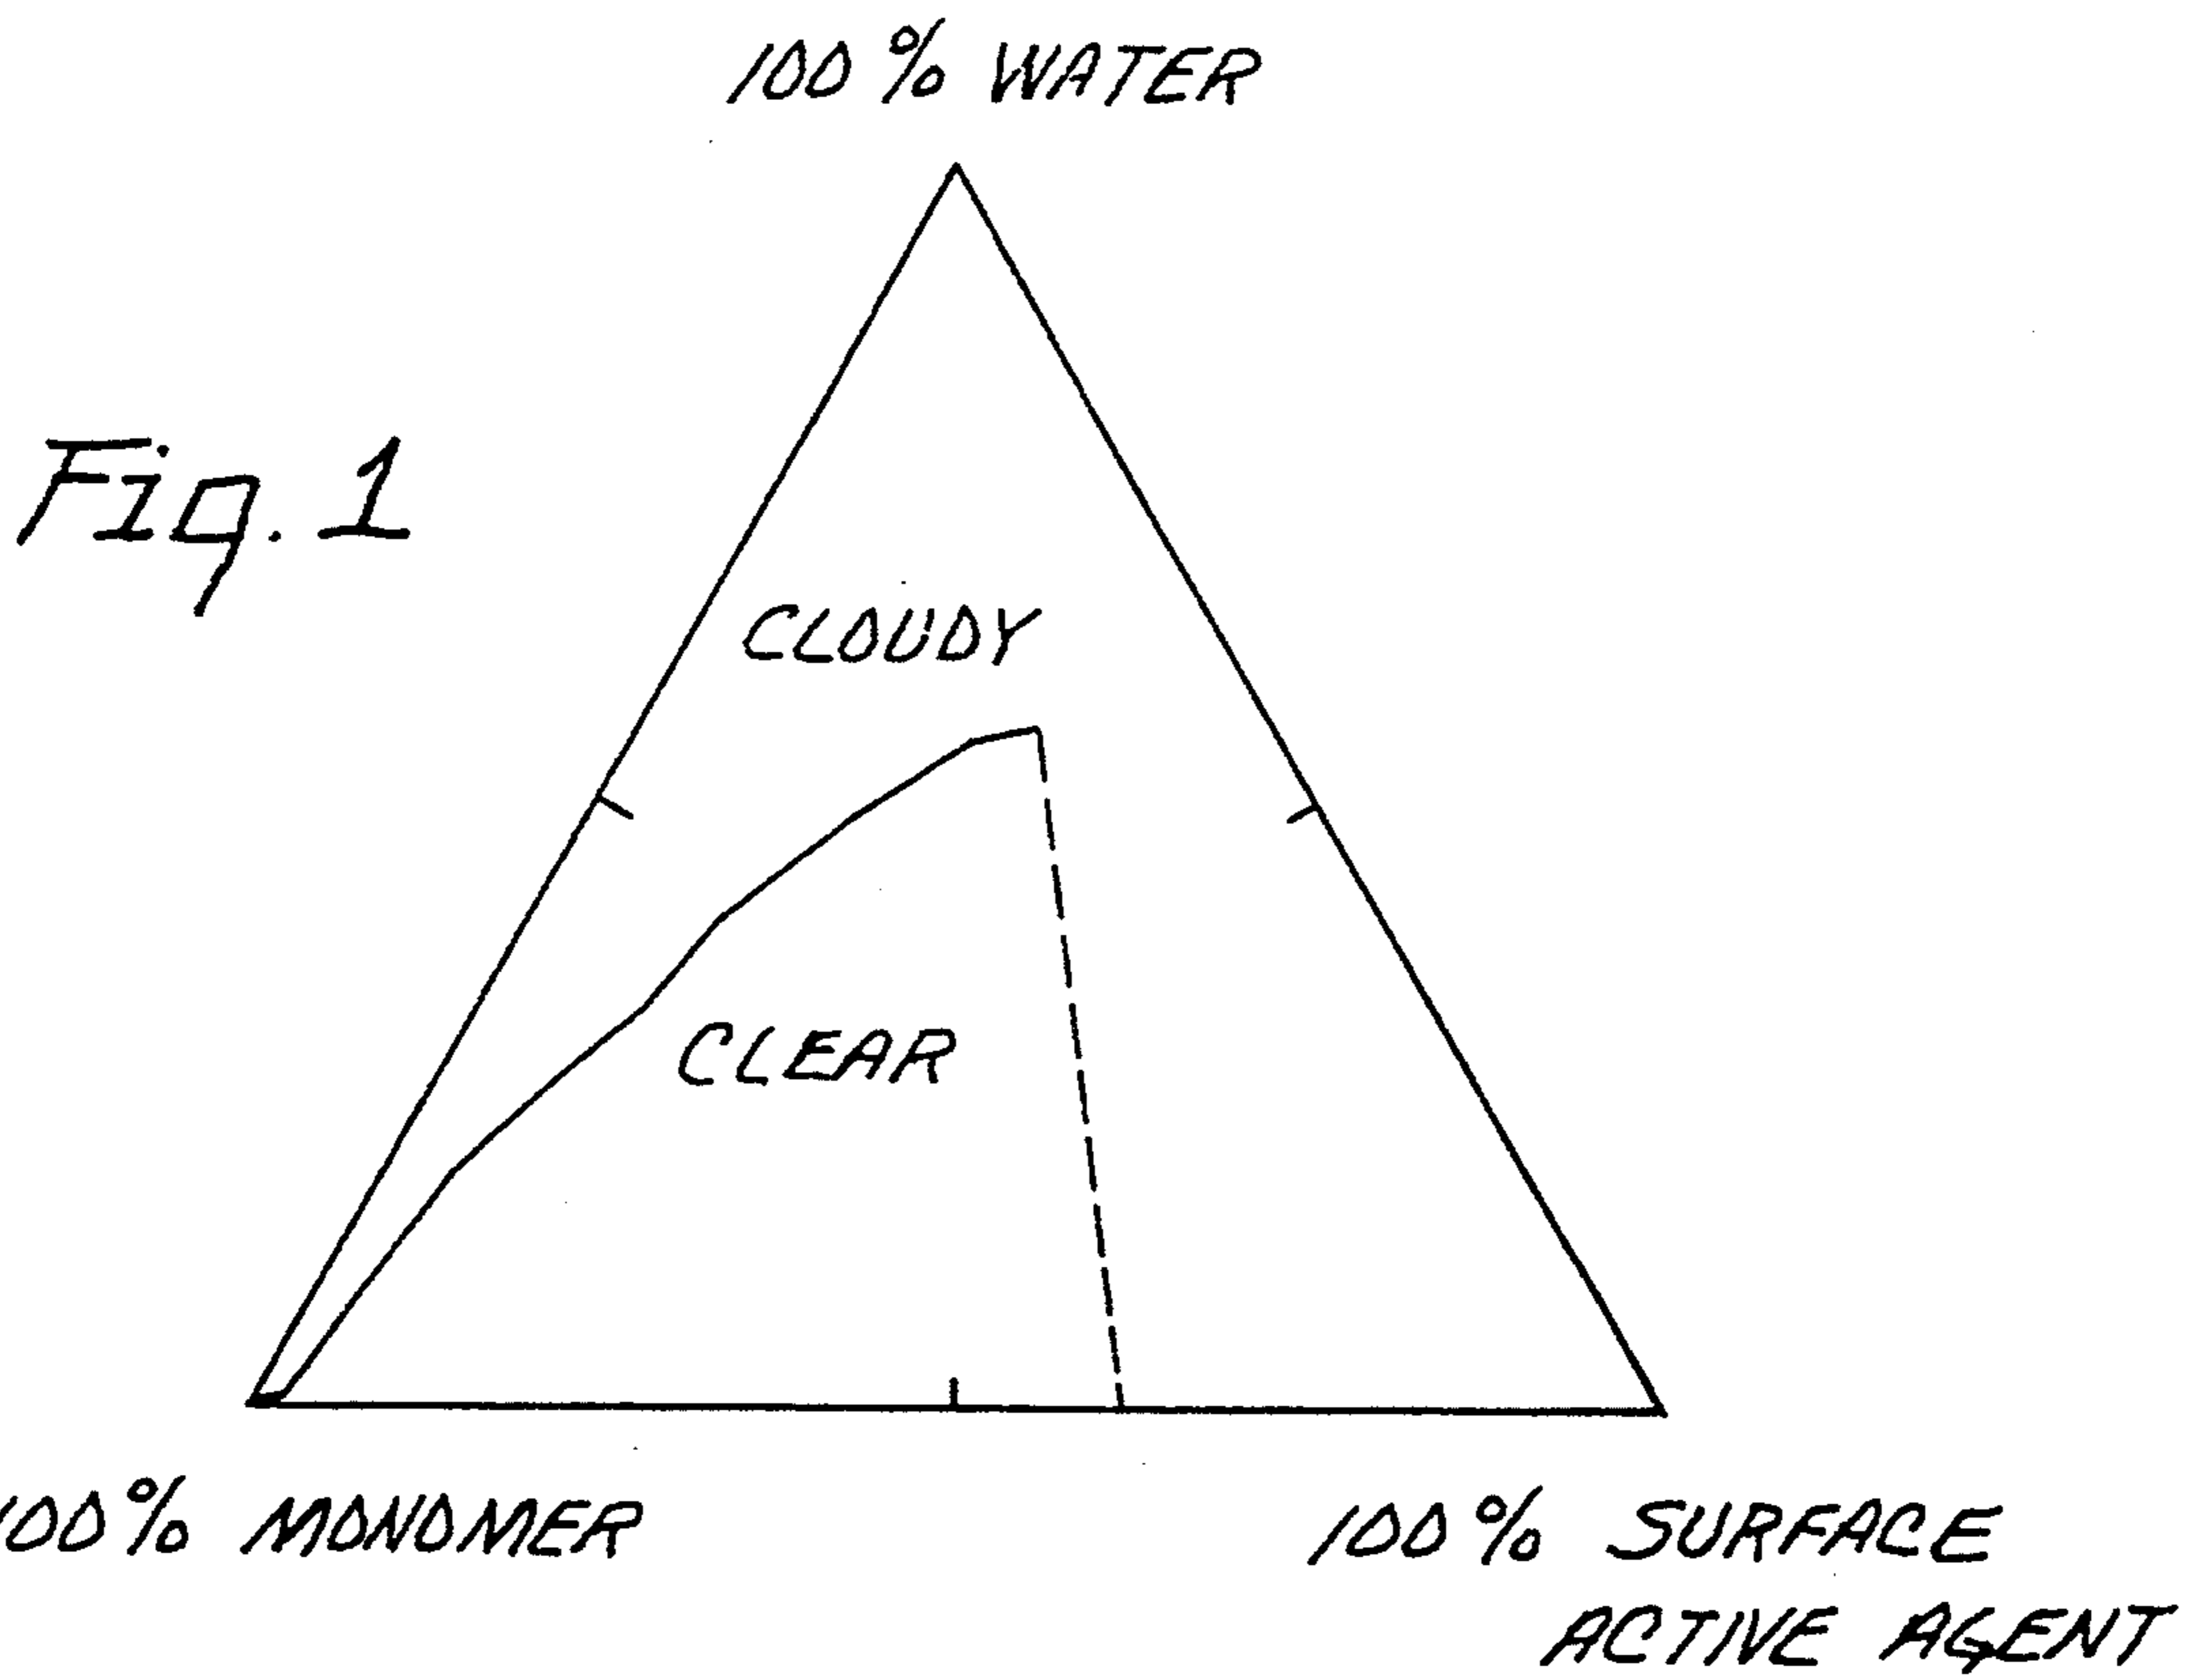 100% WATER
Fig. 1
CLOUDY
CLEAR
100% MONOMER
100% SURFACE
ACTIVE AGENT